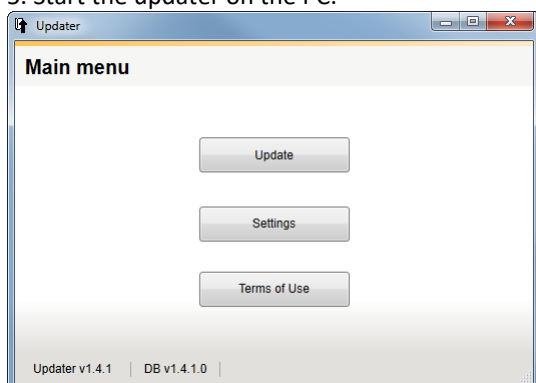 Start the updater on the PC.
Updater
Main menu
Update
Settings
Terms of Use
Updater v1.4.1 | DB v1.4.1.0 |